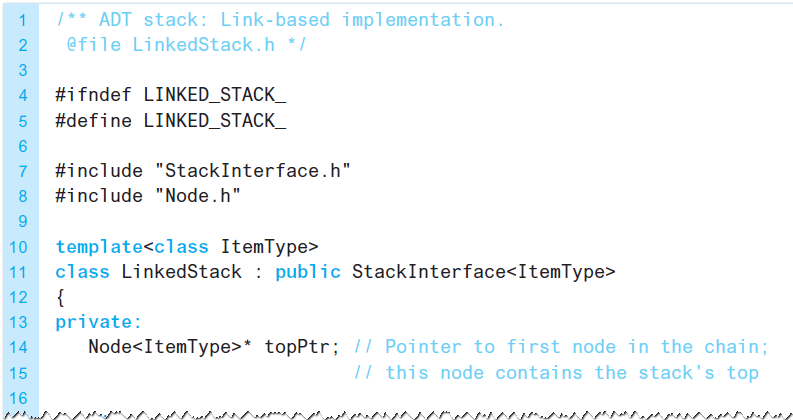 1 /** ADT stack: Link-based implementation.
2 @file LinkedStack.h */
3
4 #ifndef LINKED_STACK_
5 #define LINKED_STACK_
6
7 #include "StackInterface.h"
8 #include "Node.h"
9
10 template<class ItemType>
11 class LinkedStack : public StackInterface<ItemType>
12 {
13 private:
14 Node<ItemType>* topPtr; // Pointer to first node in the chain;
15 // this node contains the stack's top
16